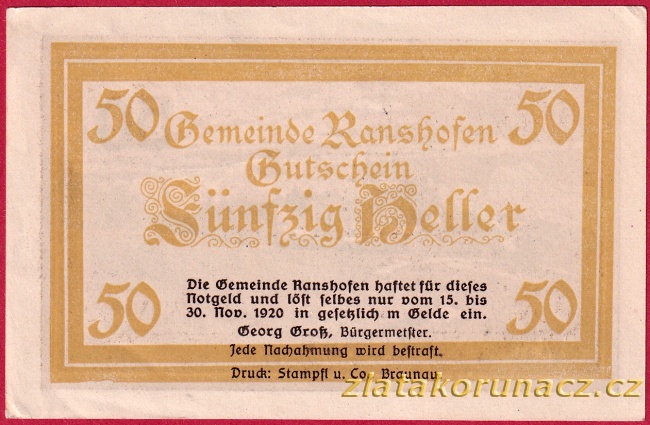 50 50
Gemeinde Ranshofen
Gutschein
Fünfzig Heller
Die Gemeinde Ranshofen haftet für dieses
Notgeld und löst selbes nur vom 15. bis
30. Nov. 1920 in gesetzlich m Gelde ein.
50 50
Georg Groß, Bürgermeister.
Jede Nachahmung wird bestraft.
Druck: Stampfl u. Co. Braunau
zlatakorunacz.cz